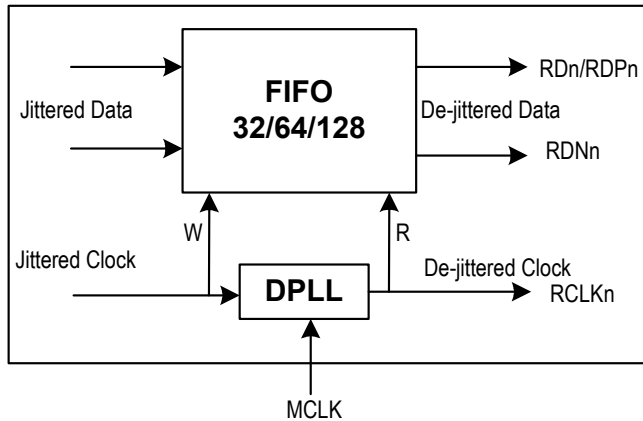 RDn/RDPn
FIFO
32/64/128
Jittered Data
De-jittered Data
RDNn
W
R
Jittered Clock
De-jittered Clock
DPLL
RCLKn
MCLK